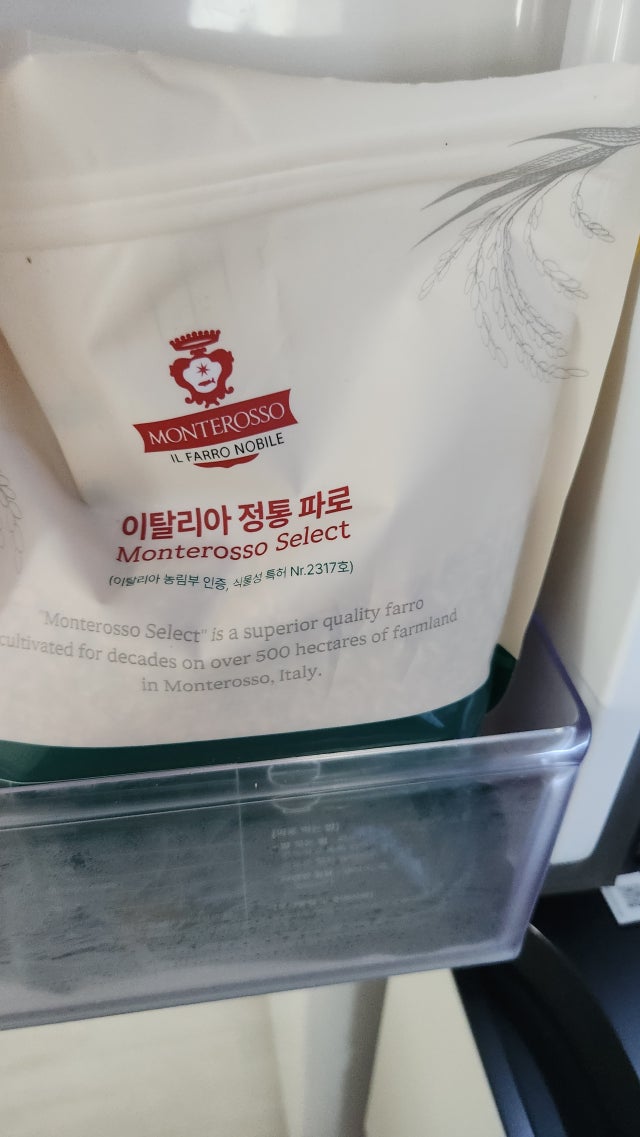 MONTEROSSO
IL FARRO NOBILE
이탈리아 정통 파로
Monterosso Select
(이탈리아 농림부 인증, 식물성 특허 Nr.2317호)
"Monterosso Select" is a superior quality farro
cultivated for decades on over 500 hectares of farmland
in Monterosso, Italy.